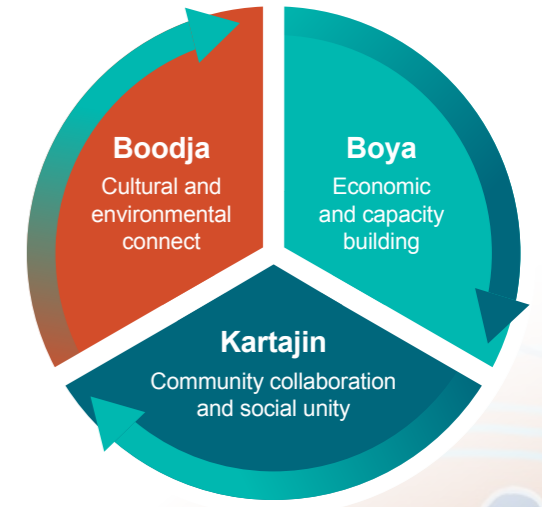 Boodja
Cultural and
environmental
connect
Boya
Economic
and capacity
building
Kartajin
Community collaboration
and social unity